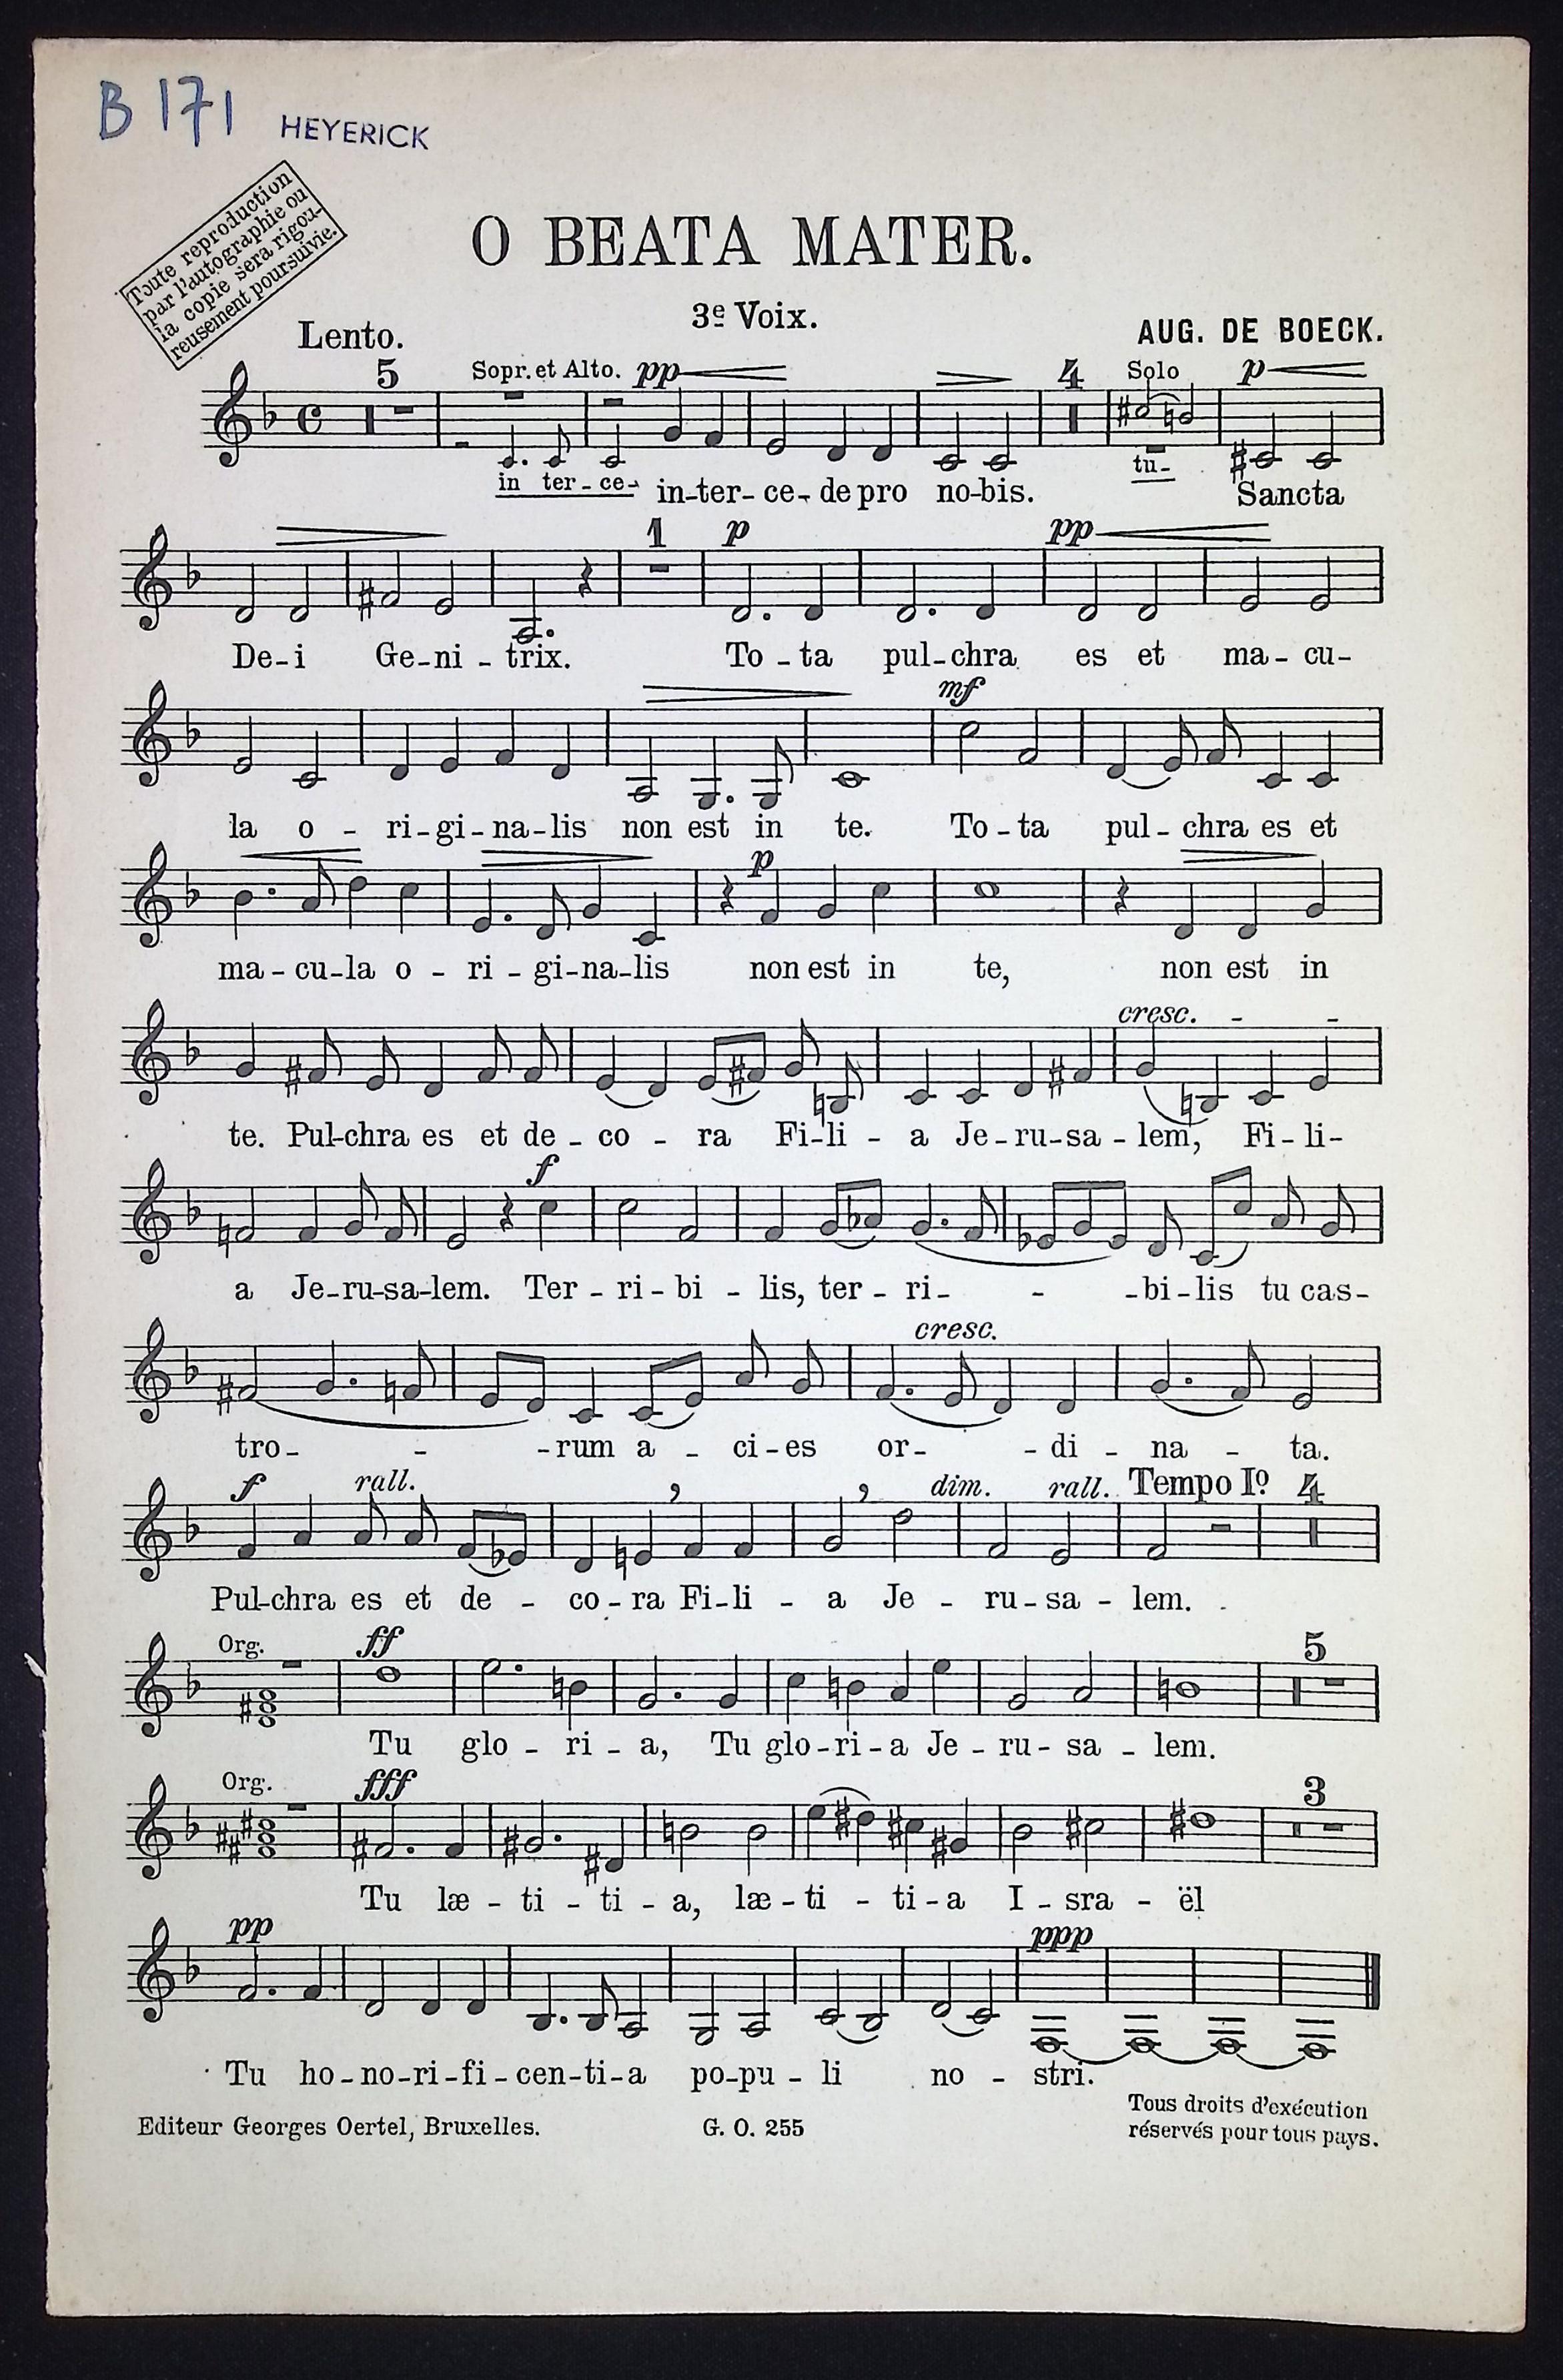 B 171 HEYERICK
Toute reproduction
par l'autographie ou
la copie sera rigou-
reusement poursuivie.
O BEATA MATER.
3e Voix.
Lento.
AUG. DE BOECK.
5 Sopr. et Alto. pp 4 Solo p
in ter-ce- in-ter-ce-de pro no-bis. tu- Sancta
1 p pp
De-i Ge-ni-trix. To-ta pul-chra es et ma-cu-
mf
la o-ri-gi-na-lis non est in te. To-ta pul-chra es et
p
ma-cu-la o-ri-gi-na-lis non est in te, non est in
cresc. - -
te. Pul-chra es et de-co-ra Fi-li-a Je-ru-sa-lem, Fi-li-
f
a Je-ru-sa-lem. Ter-ri-bi-lis, ter-ri- - -bi-lis tu cas-
cresc.
tro- - -rum a-ci-es or- -di-na-ta.
f rall. dim. rall. Tempo Io 4
Pul-chra es et de-co-ra Fi-li-a Je-ru-sa-lem.
Org. ff 5
Tu glo-ri-a, Tu glo-ri-a Je-ru-sa-lem.
Org. fff 3
Tu læ-ti-ti-a, læ-ti-ti-a I-sra-ël
pp ppp
Tu ho-no-ri-fi-cen-ti-a po-pu-li no-stri.
Editeur Georges Oertel, Bruxelles. G. O. 255
Tous droits d'exécution
réservés pour tous pays.